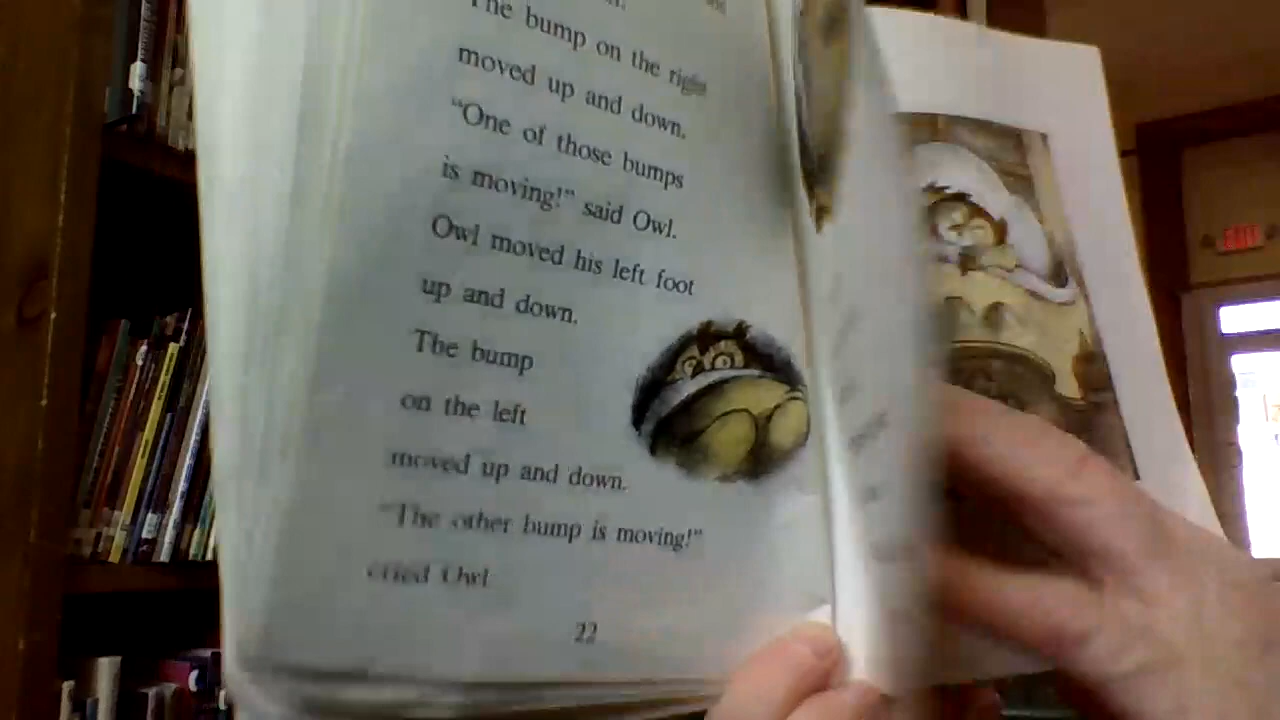 The bump on the right
moved up and down.
"One of those bumps
is moving!" said Owl.
Owl moved his left foot
up and down.
The bump
on the left
moved up and down.
"The other bump is moving!"
cried Owl
22
EXIT